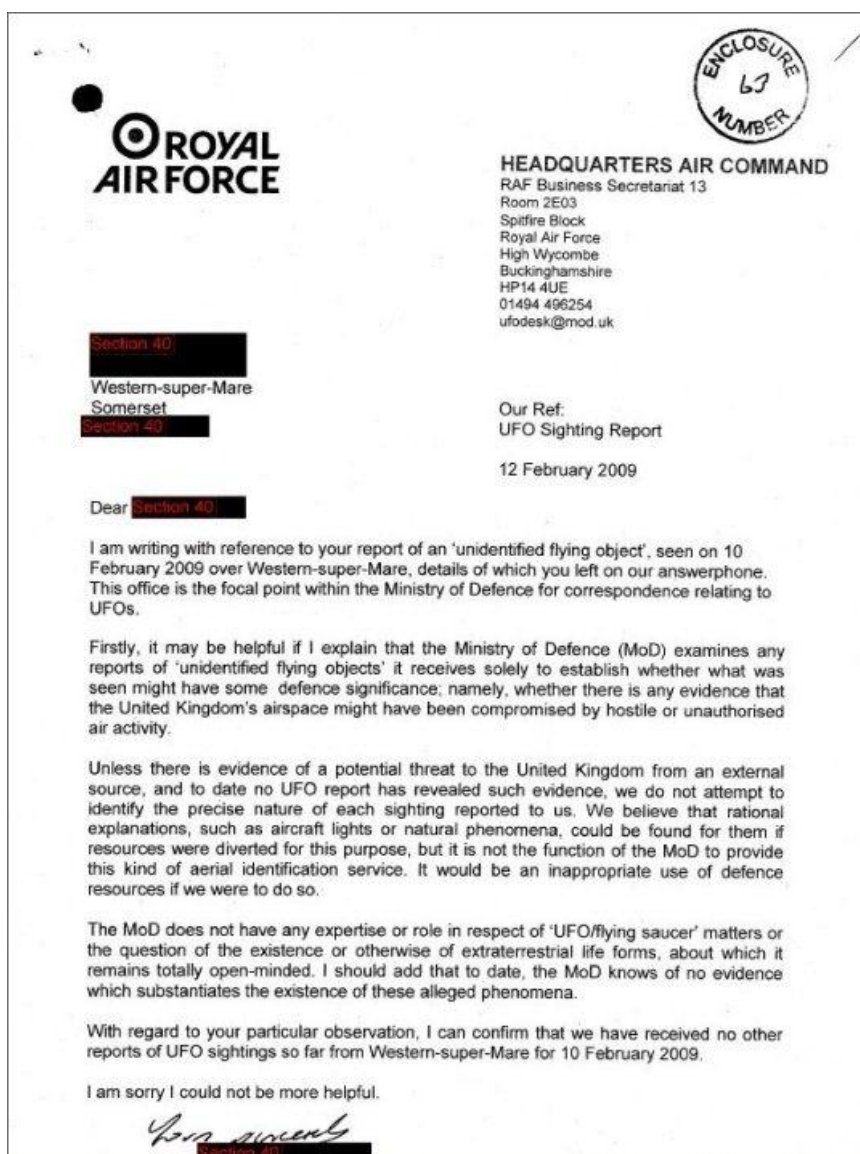 ENCLOSURE
63
NUMBER
ROYAL
AIR FORCE
HEADQUARTERS AIR COMMAND
RAF Business Secretariat 13
Room 2E03
Spitfire Block
Royal Air Force
High Wycombe
Buckinghamshire
HP14 4UE
01494 496254
ufodesk@mod.uk
Section 40
Western-super-Mare
Somerset
Section 40
Our Ref:
UFO Sighting Report
12 February 2009
Dear Section 40
I am writing with reference to your report of an 'unidentified flying object', seen on 10
February 2009 over Western-super-Mare, details of which you left on our answerphone.
This office is the focal point within the Ministry of Defence for correspondence relating to
UFOs.
Firstly, it may be helpful if I explain that the Ministry of Defence (MoD) examines any
reports of 'unidentified flying objects' it receives solely to establish whether what was
seen might have some defence significance; namely, whether there is any evidence that
the United Kingdom's airspace might have been compromised by hostile or unauthorised
air activity.
Unless there is evidence of a potential threat to the United Kingdom from an external
source, and to date no UFO report has revealed such evidence, we do not attempt to
identify the precise nature of each sighting reported to us. We believe that rational
explanations, such as aircraft lights or natural phenomena, could be found for them if
resources were diverted for this purpose, but it is not the function of the MoD to provide
this kind of aerial identification service. It would be an inappropriate use of defence
resources if we were to do so.
The MoD does not have any expertise or role in respect of 'UFO/flying saucer' matters or
the question of the existence or otherwise of extraterrestrial life forms, about which it
remains totally open-minded. I should add that to date, the MoD knows of no evidence
which substantiates the existence of these alleged phenomena.
With regard to your particular observation, I can confirm that we have received no other
reports of UFO sightings so far from Western-super-Mare for 10 February 2009.
I am sorry I could not be more helpful.
Yours sincerely
Section 40